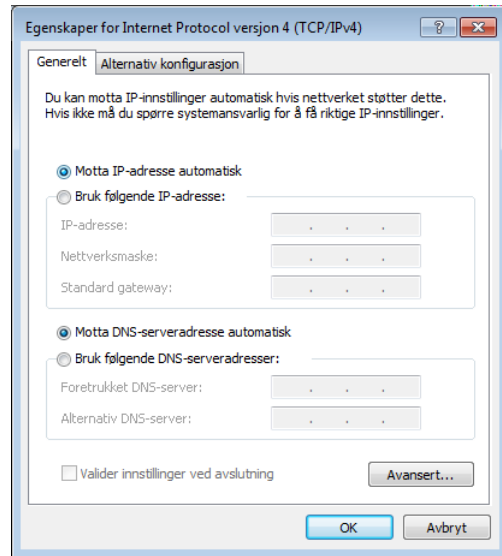 Egenskaper for Internet Protocol versjon 4 (TCP/IPv4)
Generelt
Alternativ konfigurasjon
Du kan motta IP-innstillinger automatisk hvis nettverket støtter dette.
Hvis ikke må du spørre systemansvarlig for å få riktige IP-innstillinger.
Motta IP-adresse automatisk
Bruk følgende IP-adresse:
IP-adresse:
Nettverksmaske:
Standard gateway:
Motta DNS-serveradresse automatisk
Bruk følgende DNS-serveradresser:
Foretrukket DNS-server:
Alternativ DNS-server:
Valider innstillinger ved avslutning
Avansert...
OK
Avbryt